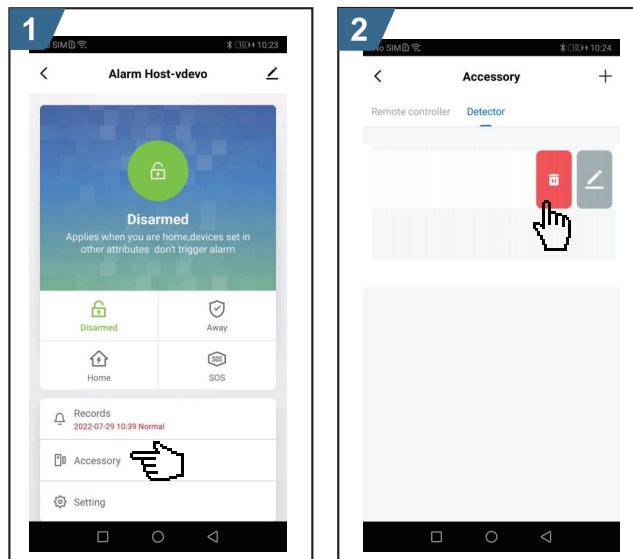 1
SIM 10 10:23
Alarm Host-vdevo
Disarmed
Applies when you are home,devices set in
other attributes don't trigger alarm
Disarmed
Away
SOS
Home
SOS
Records
2022-07-29 10:39 Normal
Accessory
Setting
2
No SIM 10 10:24
Accessory
Remote controller Detector